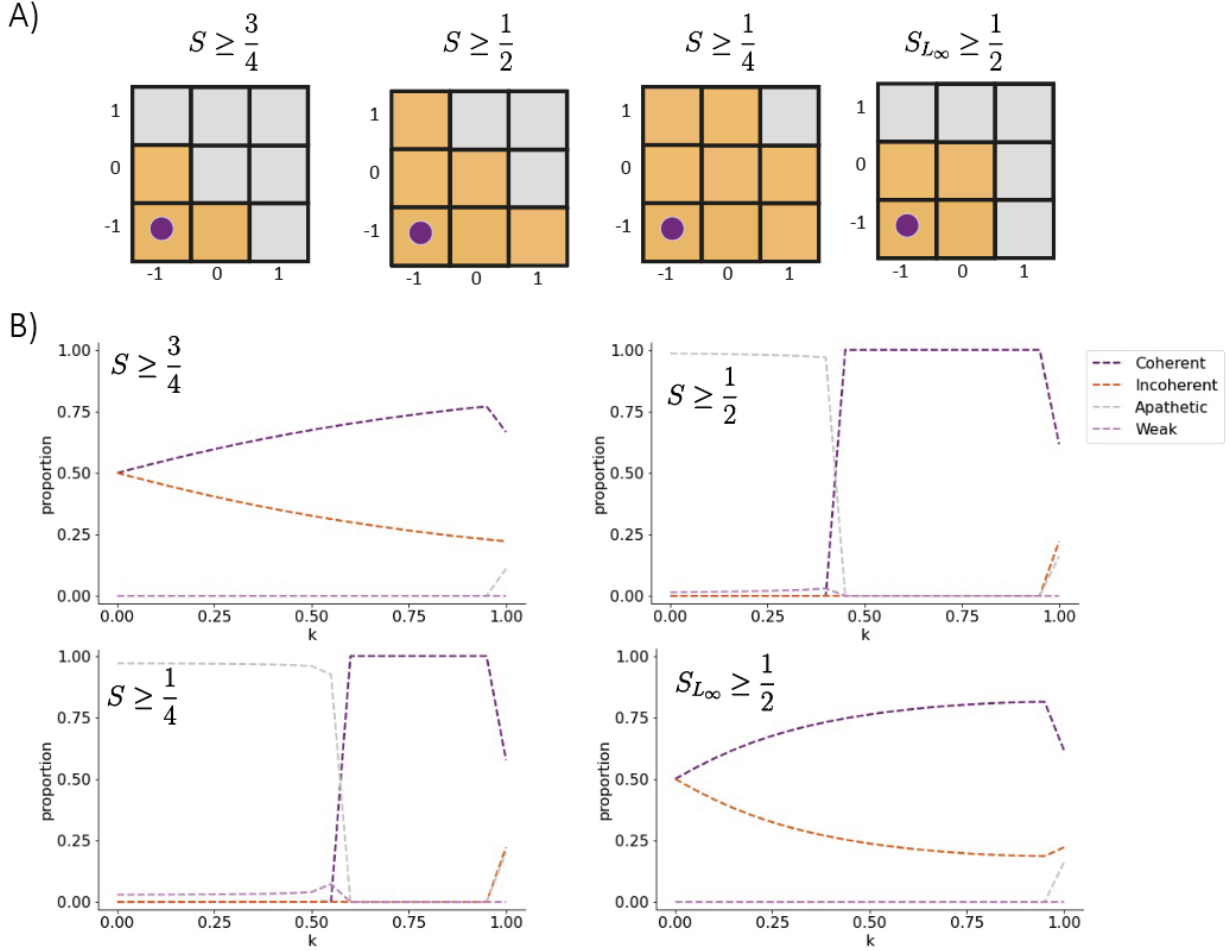 A)
S ≥ 3/4
S ≥ 1/2
S ≥ 1/4
S_{L∞} ≥ 1/2
1
0
-1
-1 0 1
1
0
-1
-1 0 1
1
0
-1
-1 0 1
1
0
-1
-1 0 1
B)
S ≥ 3/4
proportion
1.00
0.75
0.50
0.25
0.00
0.00 0.25 0.50 0.75 1.00
k
S ≥ 1/2
proportion
1.00
0.75
0.50
0.25
0.00
0.00 0.25 0.50 0.75 1.00
k
Coherent
Incoherent
Apathetic
Weak
S ≥ 1/4
proportion
1.00
0.75
0.50
0.25
0.00
0.00 0.25 0.50 0.75 1.00
k
S_{L∞} ≥ 1/2
proportion
1.00
0.75
0.50
0.25
0.00
0.00 0.25 0.50 0.75 1.00
k